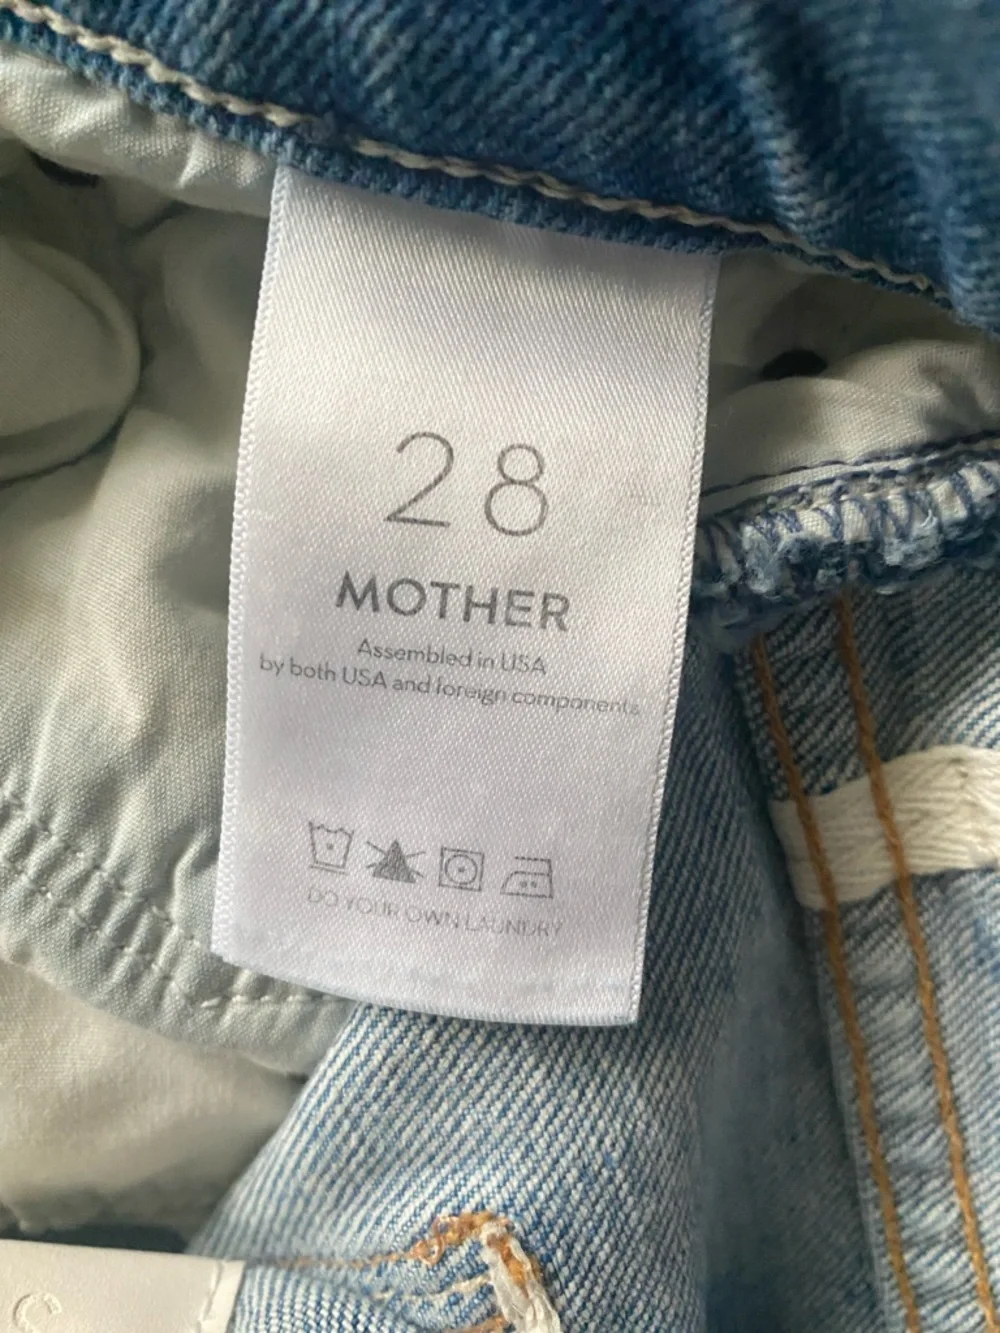 28
MOTHER
Assembled in USA
by both USA and foreign components
DO YOUR OWN LAUNDRY
C